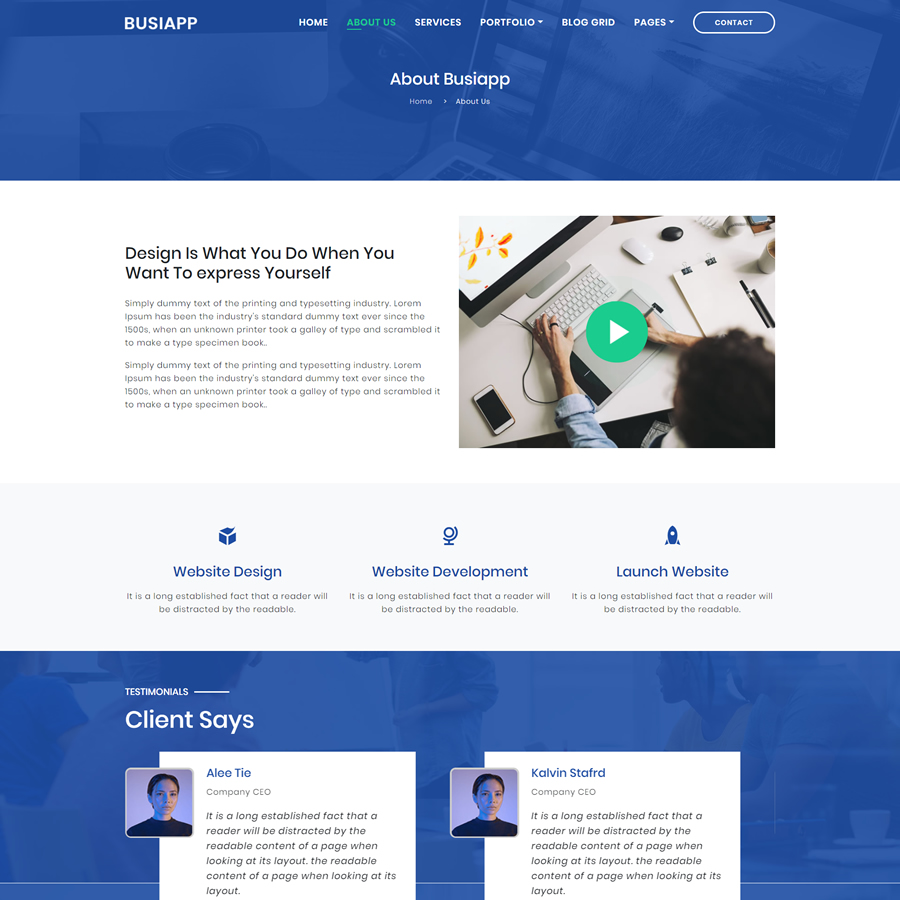 BUSIAPP
HOME
ABOUT US
SERVICES
PORTFOLIO
BLOG GRID
PAGES
CONTACT
About Busiapp
Home › About Us
Design Is What You Do When You
Want To express Yourself
Simply dummy text of the printing and typesetting industry. Lorem
Ipsum has been the industry's standard dummy text ever since the
1500s, when an unknown printer took a galley of type and scrambled it
to make a type specimen book..
Simply dummy text of the printing and typesetting industry. Lorem
Ipsum has been the industry's standard dummy text ever since the
1500s, when an unknown printer took a galley of type and scrambled it
to make a type specimen book..
Website Design
It is a long established fact that a reader will
be distracted by the readable.
Website Development
It is a long established fact that a reader will
be distracted by the readable.
Launch Website
It is a long established fact that a reader will
be distracted by the readable.
TESTIMONIALS
Client Says
Alee Tie
Company CEO
It is a long established fact that a
reader will be distracted by the
readable content of a page when
looking at its layout. the readable
content of a page when looking at its
layout.
Kalvin Stafrd
Company CEO
It is a long established fact that a
reader will be distracted by the
readable content of a page when
looking at its layout. the readable
content of a page when looking at its
layout.